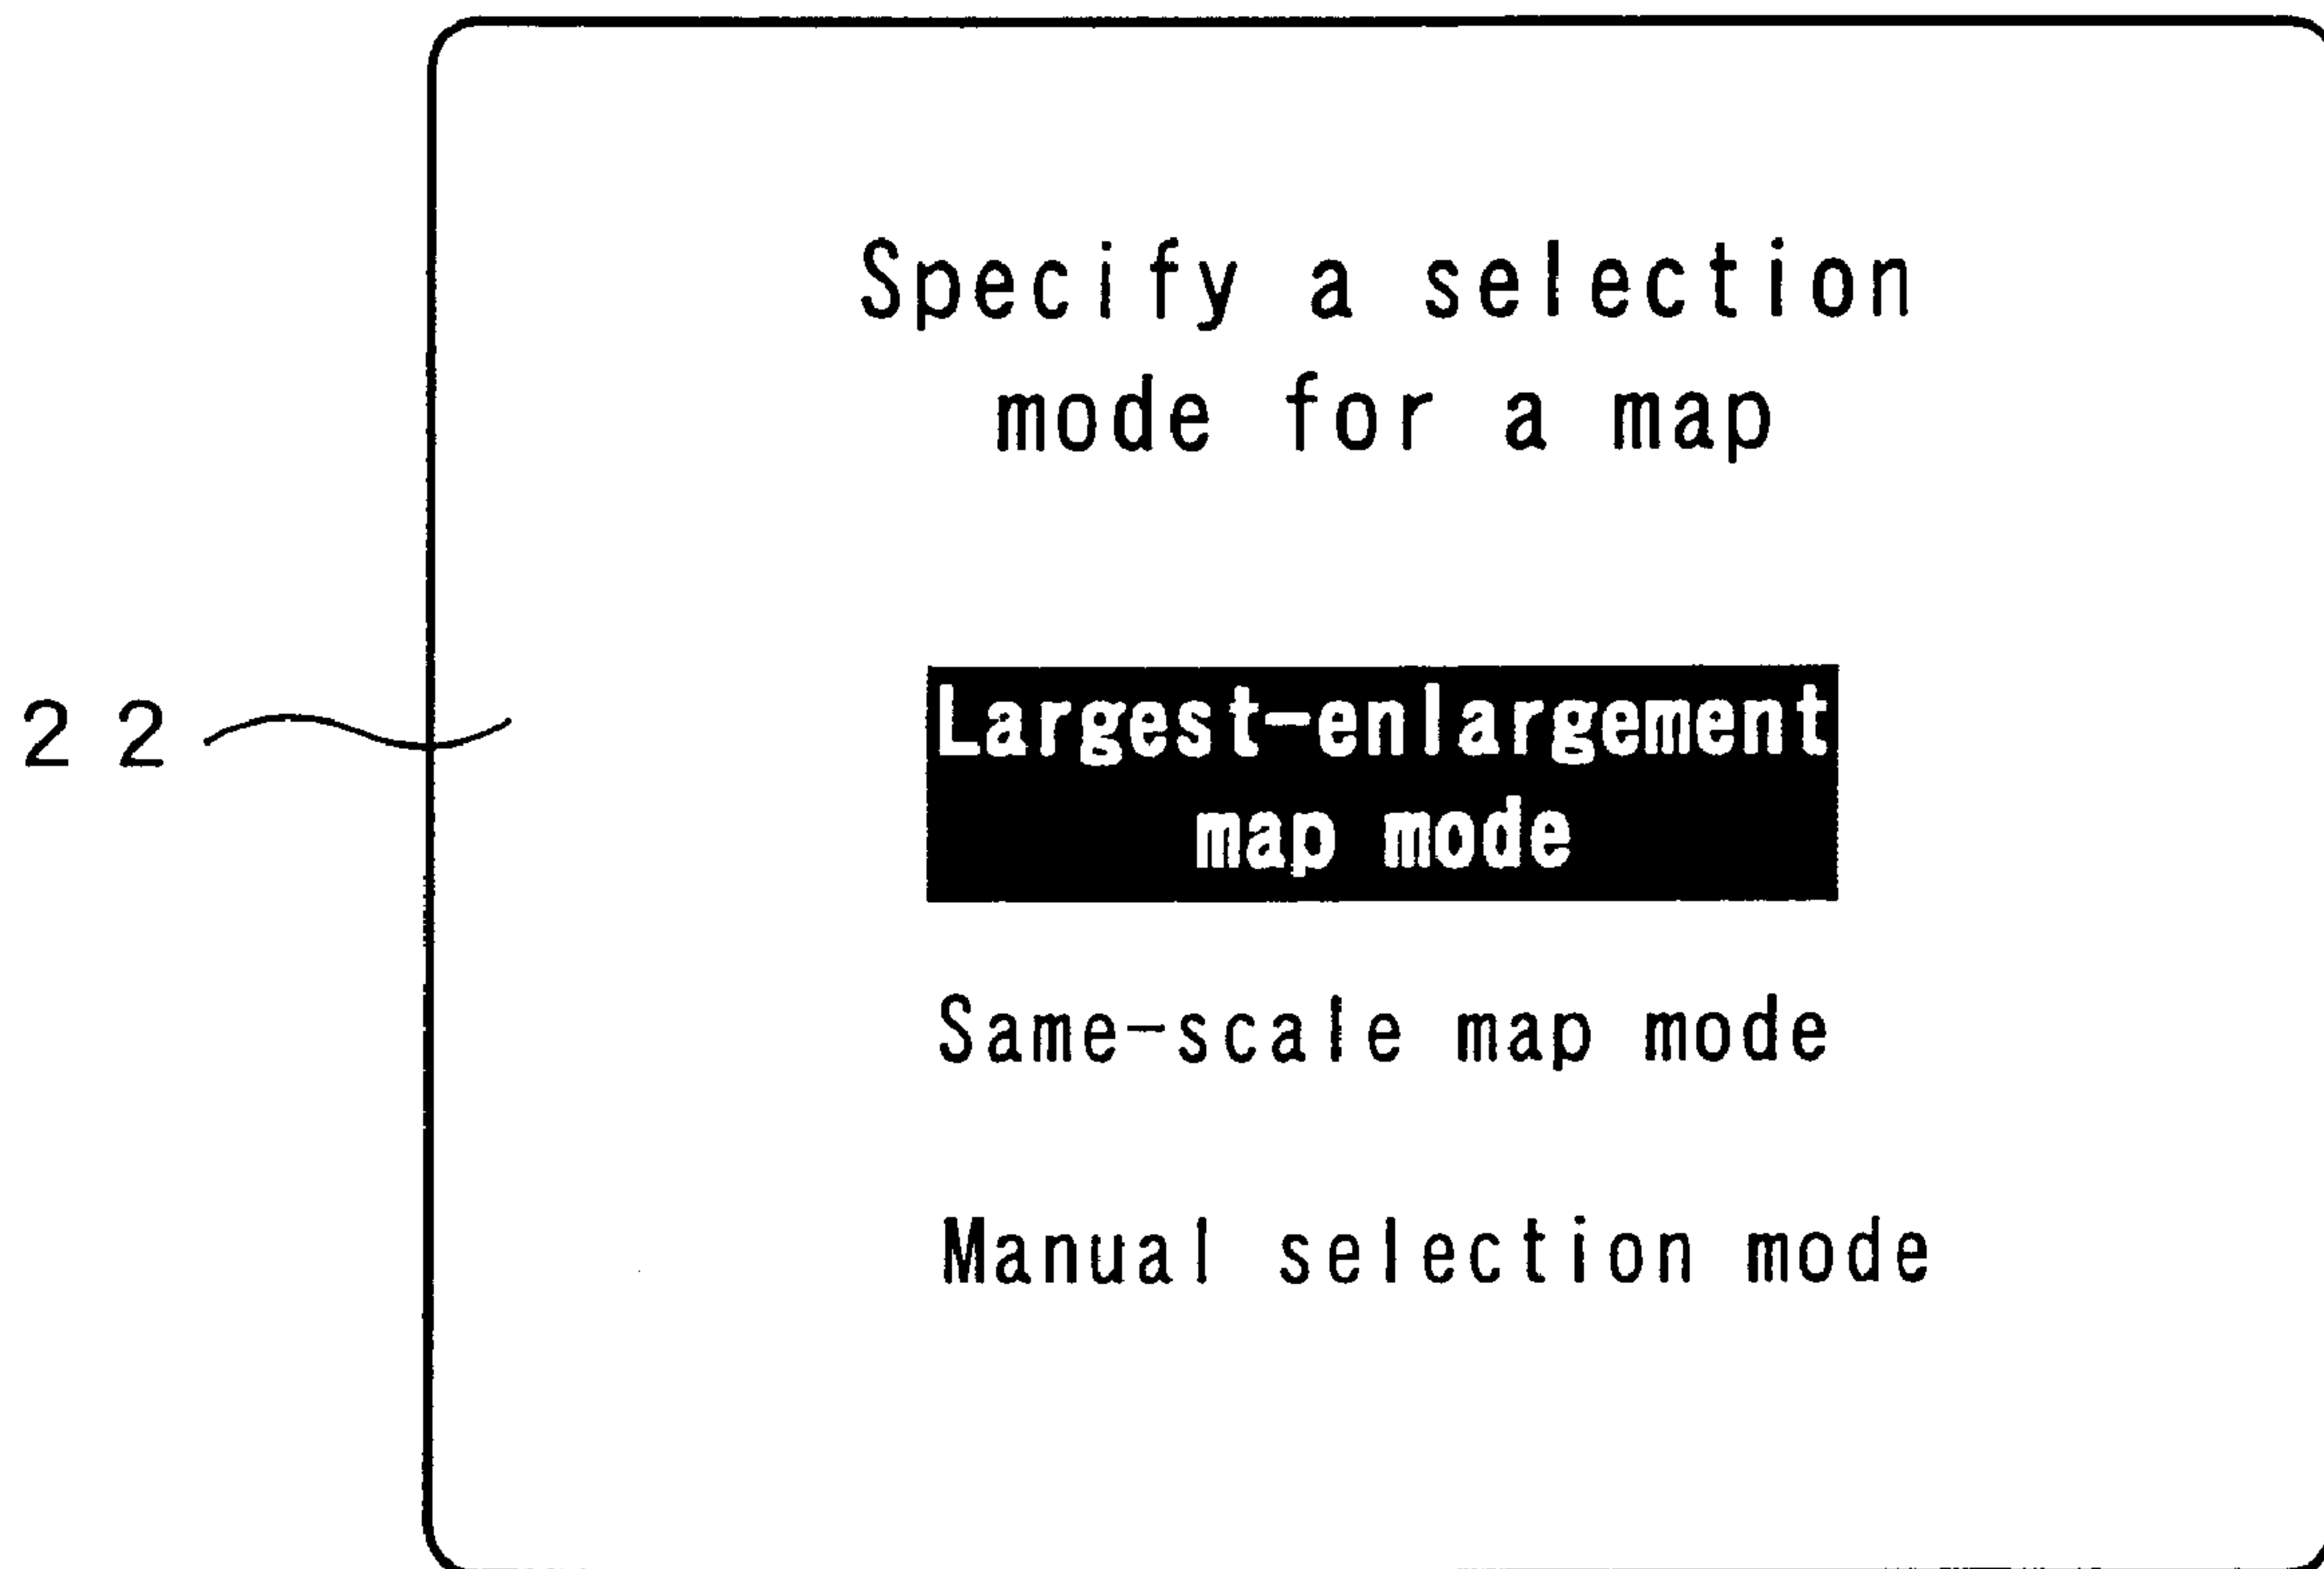 Specify a selection
mode for a map
22
Largest-enlargement
map mode
Same-scale map mode
Manual selection mode